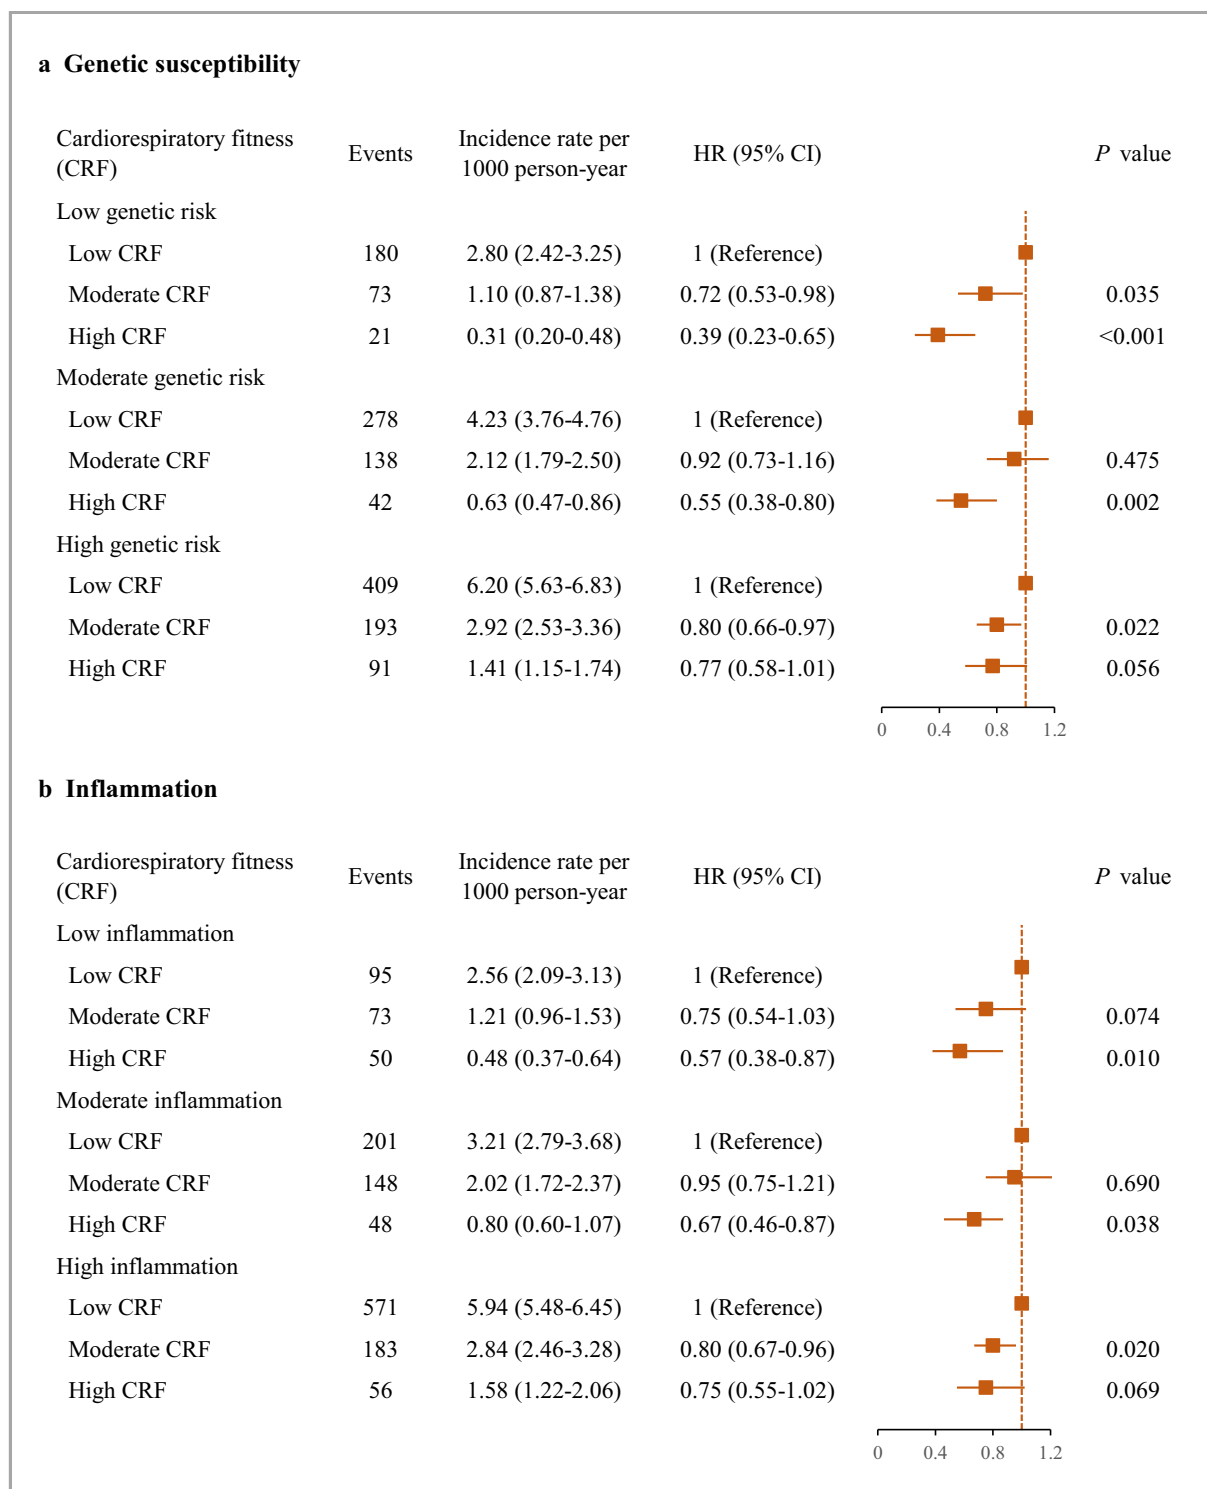 a Genetic susceptibility
Cardiorespiratory fitness (CRF) Events Incidence rate per 1000 person-year HR (95% CI) P value
Low genetic risk
Low CRF 180 2.80 (2.42-3.25) 1 (Reference)
Moderate CRF 73 1.10 (0.87-1.38) 0.72 (0.53-0.98) 0.035
High CRF 21 0.31 (0.20-0.48) 0.39 (0.23-0.65) <0.001
Moderate genetic risk
Low CRF 278 4.23 (3.76-4.76) 1 (Reference)
Moderate CRF 138 2.12 (1.79-2.50) 0.92 (0.73-1.16) 0.475
High CRF 42 0.63 (0.47-0.86) 0.55 (0.38-0.80) 0.002
High genetic risk
Low CRF 409 6.20 (5.63-6.83) 1 (Reference)
Moderate CRF 193 2.92 (2.53-3.36) 0.80 (0.66-0.97) 0.022
High CRF 91 1.41 (1.15-1.74) 0.77 (0.58-1.01) 0.056
0 0.4 0.8 1.2
b Inflammation
Cardiorespiratory fitness (CRF) Events Incidence rate per 1000 person-year HR (95% CI) P value
Low inflammation
Low CRF 95 2.56 (2.09-3.13) 1 (Reference)
Moderate CRF 73 1.21 (0.96-1.53) 0.75 (0.54-1.03) 0.074
High CRF 50 0.48 (0.37-0.64) 0.57 (0.38-0.87) 0.010
Moderate inflammation
Low CRF 201 3.21 (2.79-3.68) 1 (Reference)
Moderate CRF 148 2.02 (1.72-2.37) 0.95 (0.75-1.21) 0.690
High CRF 48 0.80 (0.60-1.07) 0.67 (0.46-0.87) 0.038
High inflammation
Low CRF 571 5.94 (5.48-6.45) 1 (Reference)
Moderate CRF 183 2.84 (2.46-3.28) 0.80 (0.67-0.96) 0.020
High CRF 56 1.58 (1.22-2.06) 0.75 (0.55-1.02) 0.069
0 0.4 0.8 1.2